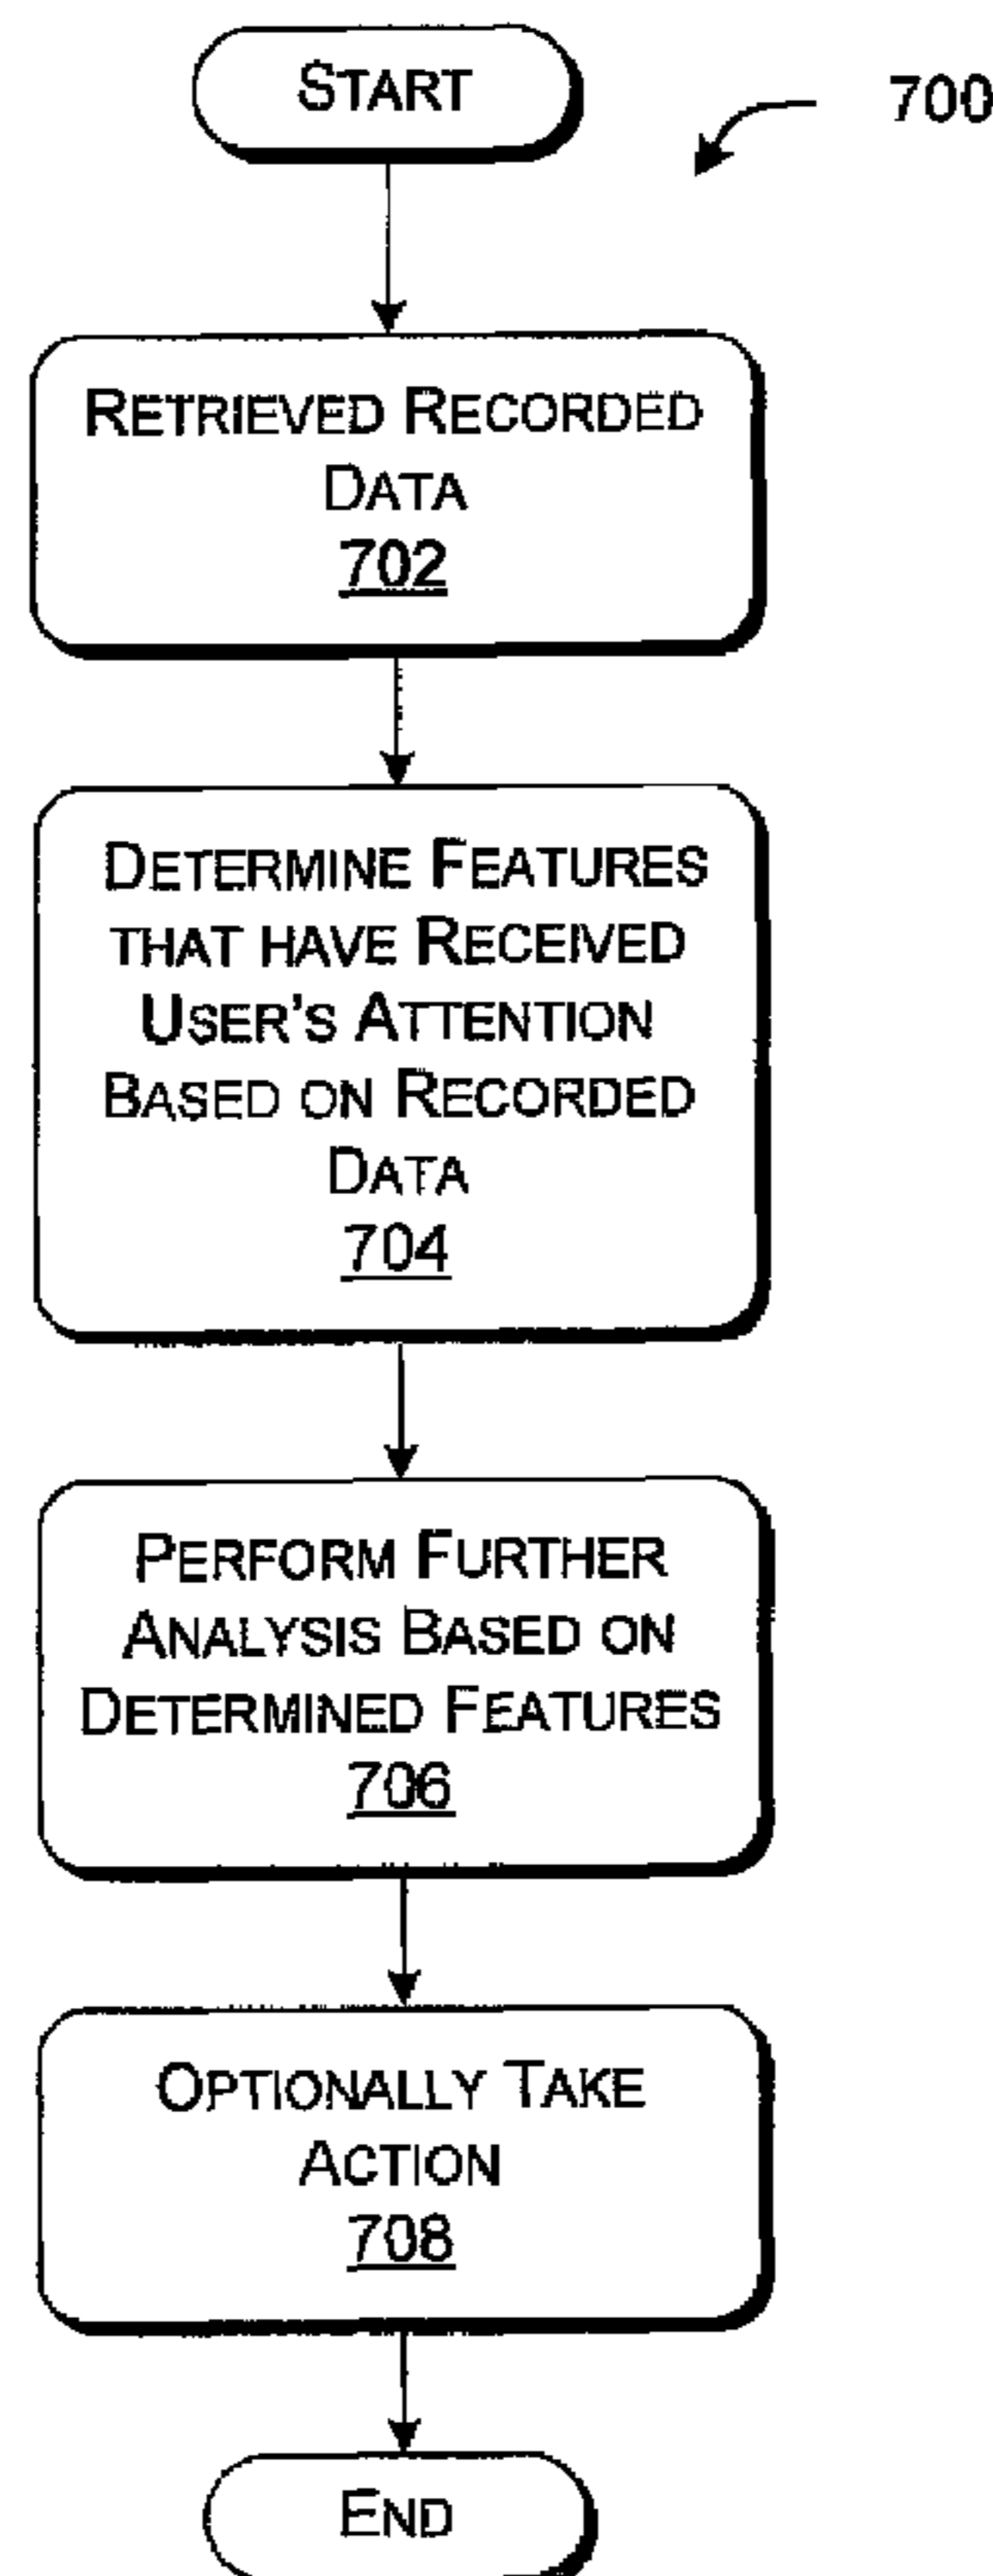 START
700
RETRIEVED RECORDED
DATA
702
DETERMINE FEATURES
THAT HAVE RECEIVED
USER'S ATTENTION
BASED ON RECORDED
DATA
704
PERFORM FURTHER
ANALYSIS BASED ON
DETERMINED FEATURES
706
OPTIONALLY TAKE
ACTION
708
END